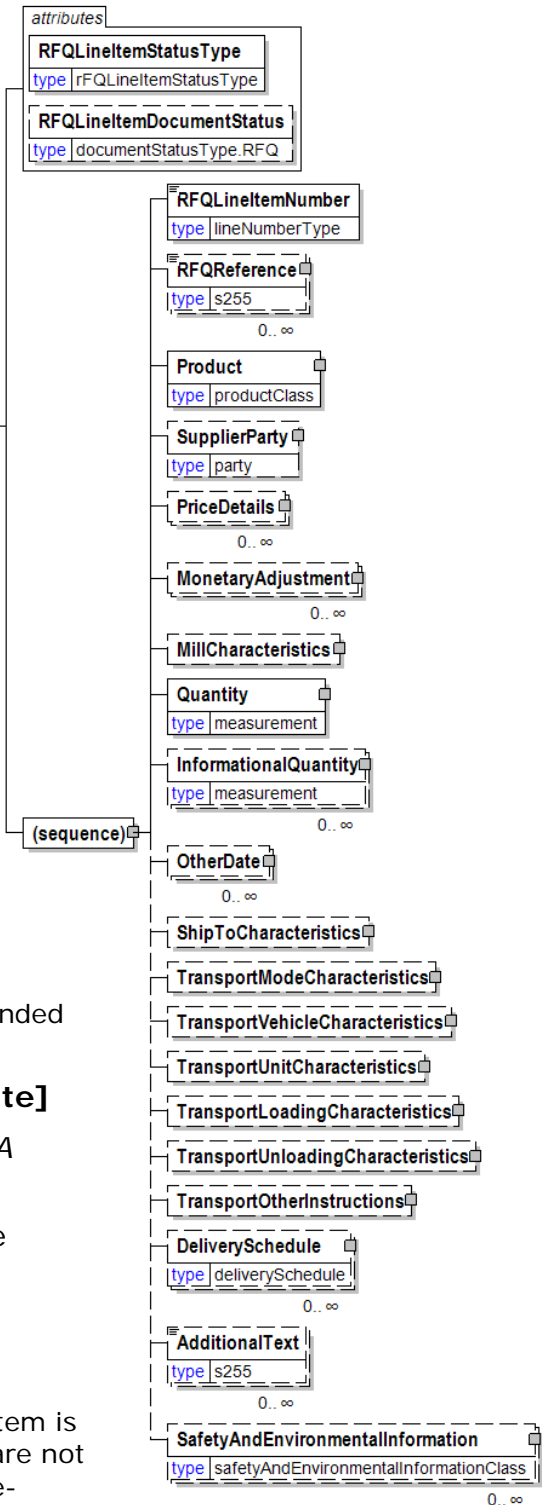 attributes
RFQLineItemStatusType
type rFQLineItemStatusType
RFQLineItemDocumentStatus
type documentStatusType.RFQ
RFQLineItemNumber
type lineNumberType
RFQReference
type s255
0.. ∞
Product
type productClass
SupplierParty
type party
PriceDetails
0.. ∞
MonetaryAdjustment
0.. ∞
MillCharacteristics
Quantity
type measurement
InformationalQuantity
type measurement
0.. ∞
(sequence)
OtherDate
0.. ∞
ShipToCharacteristics
TransportModeCharacteristics
nded
TransportVehicleCharacteristics
TransportUnitCharacteristics
te]
TransportLoadingCharacteristics
A
TransportUnloadingCharacteristics
TransportOtherInstructions
e
DeliverySchedule
type deliverySchedule
0.. ∞
AdditionalText
type s255
0.. ∞
tem is
are not
e-
SafetyAndEnvironmentalInformation
type safetyAndEnvironmentalInformationClass
0.. ∞